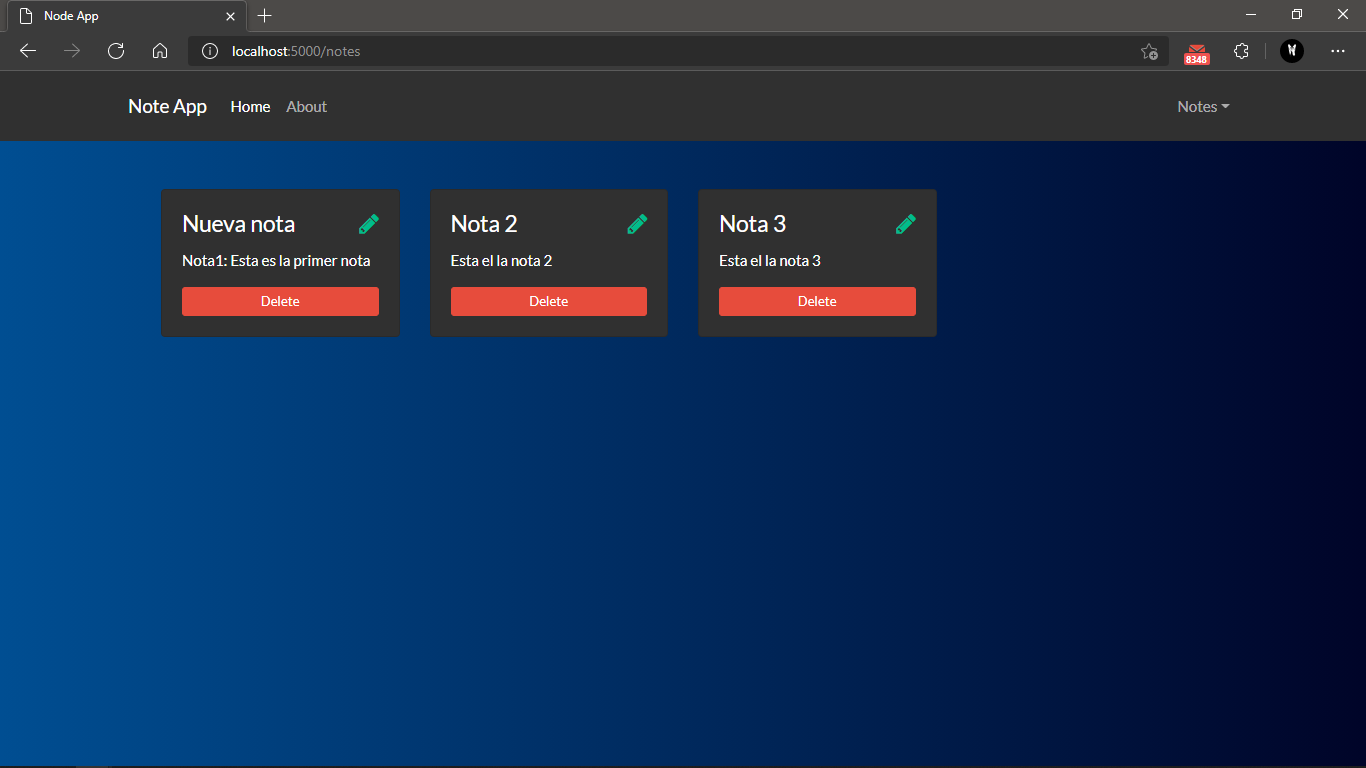 Node App
localhost:5000/notes
8348
Note App Home About Notes
Nueva nota
Nota1: Esta es la primer nota
Delete
Nota 2
Esta el la nota 2
Delete
Nota 3
Esta el la nota 3
Delete